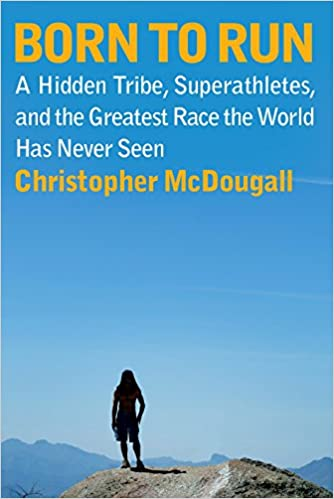 BORN TO RUN
A Hidden Tribe, Superathletes,
and the Greatest Race the World
Has Never Seen
Christopher McDougall